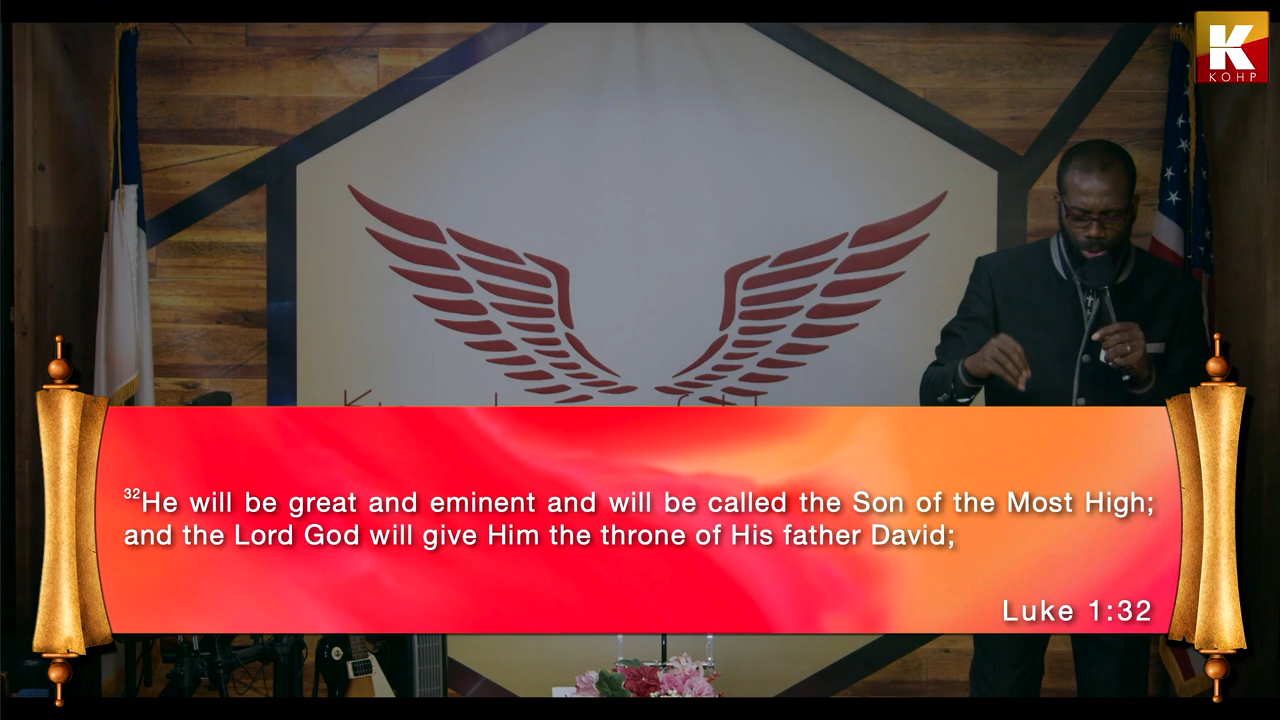 K
KOHP
32He will be great and eminent and will be called the Son of the Most High;
and the Lord God will give Him the throne of His father David;
Luke 1:32